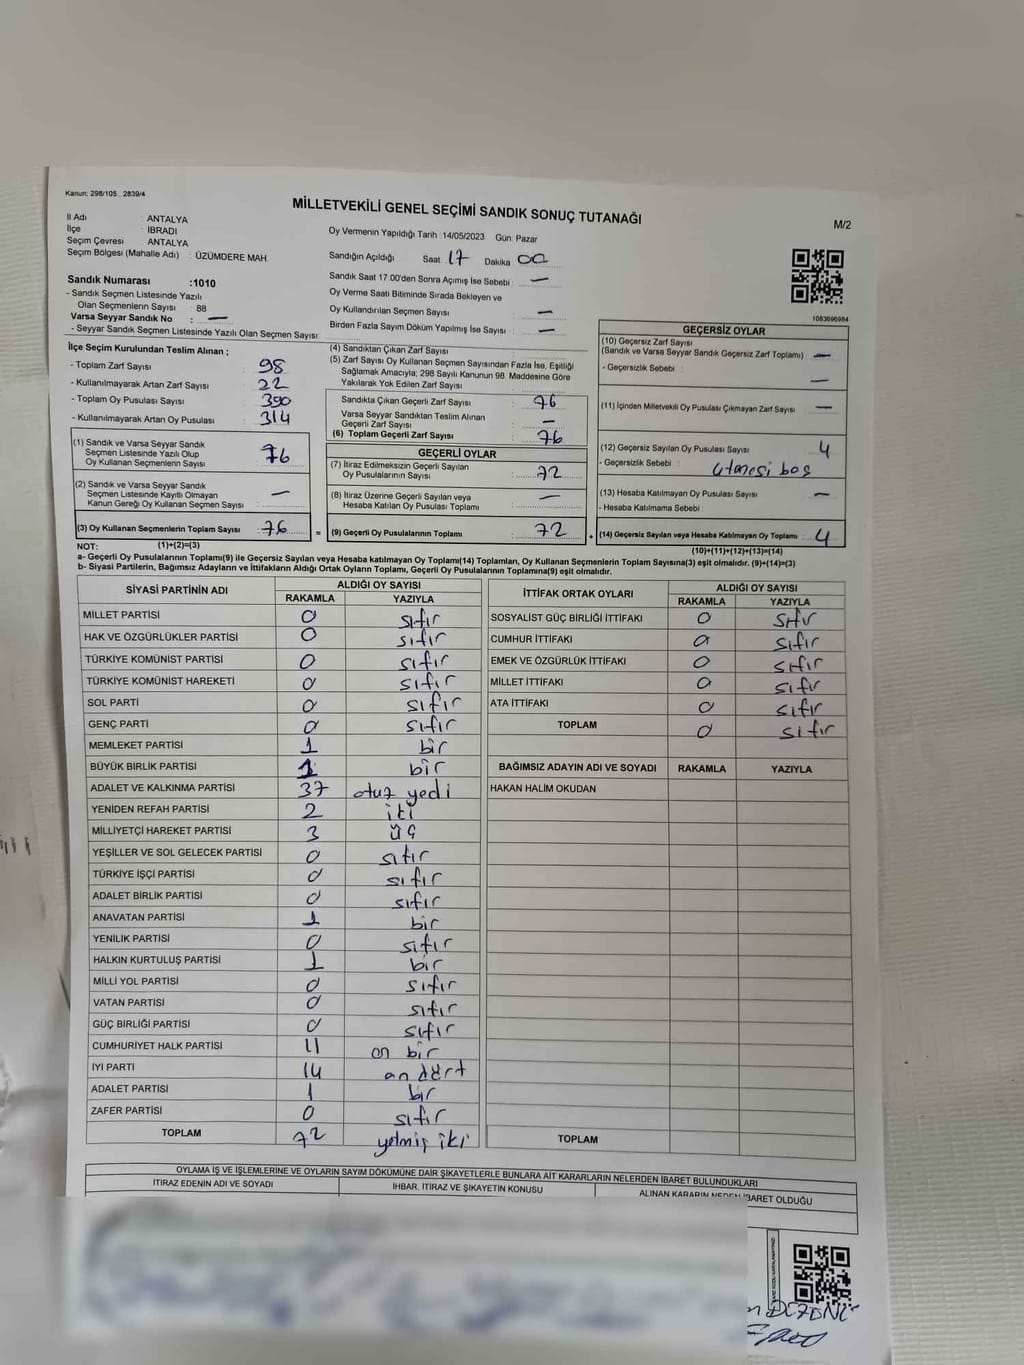 Kanun: 298/105 . 2839/4
MİLLETVEKİLİ GENEL SEÇİMİ SANDIK SONUÇ TUTANAĞI
M/2
İl Adı : ANTALYA
İlçe : İBRADI
Seçim Çevresi : ANTALYA
Seçim Bölgesi (Mahalle Adı) : ÜZÜMDERE MAH
Sandık Numarası :1010
- Sandık Seçmen Listesinde Yazılı
Olan Seçmenlerin Sayısı : 88
Varsa Seyyar Sandık No : —
- Seyyar Sandık Seçmen Listesinde Yazılı Olan Seçmen Sayısı :
Oy Vermenin Yapıldığı Tarih :14/05/2023 Gün: Pazar
Sandığın Açıldığı Saat 17 Dakika 00
Sandık Saat 17:00'den Sonra Açımış İse Sebebi : —
Oy Verme Saati Bitiminde Sırada Bekleyen ve
Oy Kullandırılan Seçmen Sayısı : —
Birden Fazla Sayım Döküm Yapılmış İse Sayısı : —
1083696984
İlçe Seçim Kurulundan Teslim Alınan ;
- Toplam Zarf Sayısı : 98
- Kullanılmayarak Artan Zarf Sayısı : 22
- Toplam Oy Pusulası Sayısı : 390
- Kullanılmayarak Artan Oy Pusulası : 314
(1) Sandık ve Varsa Seyyar Sandık
Seçmen Listesinde Yazılı Olup
Oy Kullanan Seçmenlerin Sayısı : 76
(2) Sandık ve Varsa Seyyar Sandık
Seçmen Listesinde Kayıtlı Olmayan
Kanun Gereği Oy Kullanan Seçmen Sayısı : —
(3) Oy Kullanan Seçmenlerin Toplam Sayısı : 76 =
(4) Sandıktan Çıkan Zarf Sayısı :
(5) Zarf Sayısı Oy Kullanan Seçmen Sayısından Fazla İse, Eşitliği
Sağlamak Amacıyla; 298 Sayılı Kanunun 98. Maddesine Göre
Yakılarak Yok Edilen Zarf Sayısı :
Sandıkta Çıkan Geçerli Zarf Sayısı : 76
Varsa Seyyar Sandıktan Teslim Alınan
Geçerli Zarf Sayısı : —
(6) Toplam Geçerli Zarf Sayısı : 76
GEÇERLİ OYLAR
(7) İtiraz Edilmeksizin Geçerli Sayılan
Oy Pusulalarının Sayısı : 72
(8) İtiraz Üzerine Geçerli Sayılan veya
Hesaba Katılan Oy Pusulası Toplamı : —
(9) Geçerli Oy Pusulalarının Toplamı : 72 +
GEÇERSİZ OYLAR
(10) Geçersiz Zarf Sayısı
(Sandık ve Varsa Seyyar Sandık Geçersiz Zarf Toplamı) : —
- Geçersizlik Sebebi : —
(11) İçinden Milletvekili Oy Pusulası Çıkmayan Zarf Sayısı : —
(12) Geçersiz Sayılan Oy Pusulası Sayısı : 4
- Geçersizlik Sebebi : boş
(13) Hesaba Katılmayan Oy Pusulası Sayısı : —
- Hesaba Katılmama Sebebi :
(14) Geçersiz Sayılan veya Hesaba Katılmayan Oy Toplamı : 4
NOT: (1)+(2)=(3)
(10)+(11)+(12)+(13)=(14)
a- Geçerli Oy Pusulalarının Toplamı(9) ile Geçersiz Sayılan veya Hesaba katılmayan Oy Toplamı(14) Toplamları, Oy Kullanan Seçmenlerin Toplam Sayısına(3) eşit olmalıdır. (9)+(14)=(3)
b- Siyasi Partilerin, Bağımsız Adayların ve İttifakların Aldığı Ortak Oyların Toplamı, Geçerli Oy Pusulalarının Toplamına(9) eşit olmalıdır.
SİYASİ PARTİNİN ADI ALDIĞI OY SAYISI
RAKAMLA YAZIYLA
MİLLET PARTİSİ 0 sıfır
HAK VE ÖZGÜRLÜKLER PARTİSİ 0 sıfır
TÜRKİYE KOMÜNİST PARTİSİ 0 sıfır
TÜRKİYE KOMÜNİST HAREKETİ 0 sıfır
SOL PARTİ 0 sıfır
GENÇ PARTİ 0 sıfır
MEMLEKET PARTİSİ 1 bir
BÜYÜK BİRLİK PARTİSİ 1 bir
ADALET VE KALKINMA PARTİSİ 37 otuz yedi
YENİDEN REFAH PARTİSİ 2 iki
MİLLİYETÇİ HAREKET PARTİSİ 3 üç
YEŞİLLER VE SOL GELECEK PARTİSİ 0 sıfır
TÜRKİYE İŞÇİ PARTİSİ 0 sıfır
ADALET BİRLİK PARTİSİ 0 sıfır
ANAVATAN PARTİSİ 1 bir
YENİLİK PARTİSİ 0 sıfır
HALKIN KURTULUŞ PARTİSİ 1 bir
MİLLİ YOL PARTİSİ 0 sıfır
VATAN PARTİSİ 0 sıfır
GÜÇ BİRLİĞİ PARTİSİ 0 sıfır
CUMHURİYET HALK PARTİSİ 11 on bir
İYİ PARTİ 14 on dört
ADALET PARTİSİ 1 bir
ZAFER PARTİSİ 0 sıfır
TOPLAM 72 yetmiş iki
İTTİFAK ORTAK OYLARI ALDIĞI OY SAYISI
RAKAMLA YAZIYLA
SOSYALİST GÜÇ BİRLİĞİ İTTİFAKI 0 sıfır
CUMHUR İTTİFAKI 0 sıfır
EMEK VE ÖZGÜRLÜK İTTİFAKI 0 sıfır
MİLLET İTTİFAKI 0 sıfır
ATA İTTİFAKI 0 sıfır
TOPLAM 0 sıfır
BAĞIMSIZ ADAYIN ADI VE SOYADI RAKAMLA YAZIYLA
HAKAN HALİM OKUDAN
TOPLAM
OYLAMA İŞ VE İŞLEMLERİNE VE OYLARIN SAYIM DÖKÜMÜNE DAİR ŞİKAYETLERLE BUNLARA AİT KARARLARIN NELERDEN İBARET BULUNDUKLARI
İTİRAZ EDENİN ADI VE SOYADI İHBAR, İTİRAZ VE ŞİKAYETİN KONUSU ALINAN KARARIN NEDEN İBARET OLDUĞU